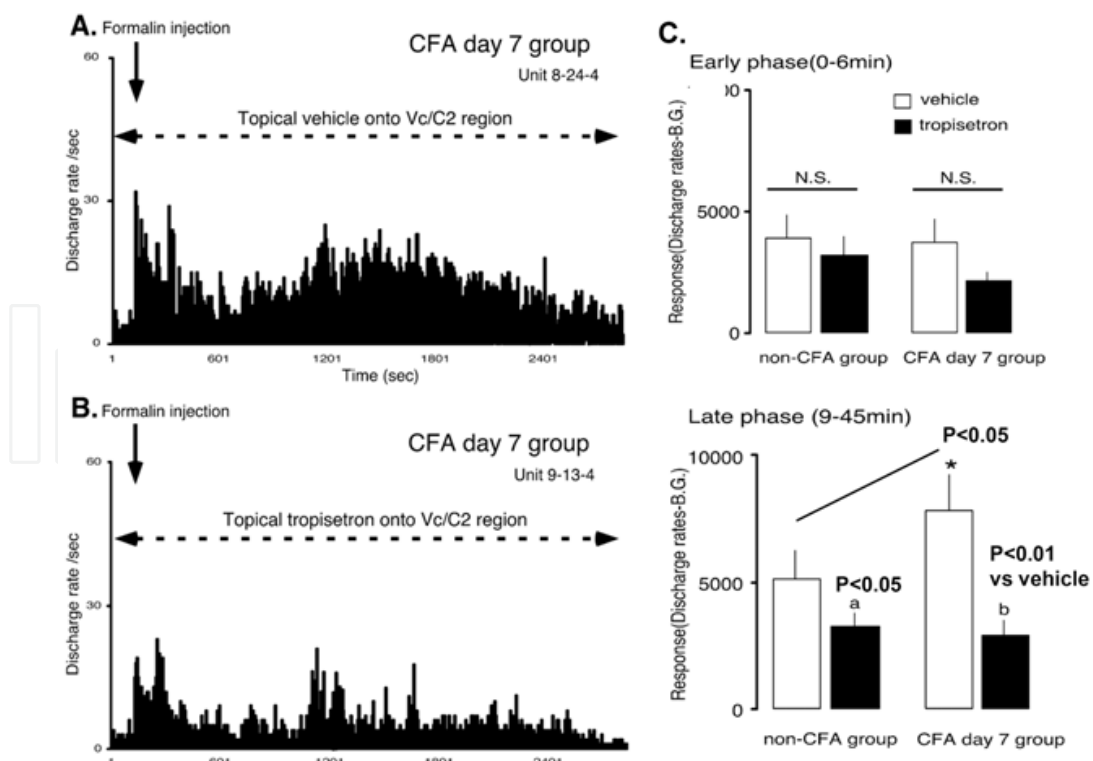 A.
Formalin injection
CFA day 7 group
Unit 8-24-4
Topical vehicle onto Vc/C2 region
Discharge rate /sec
60
30
0
1 601 1201 1801 2401
Time (sec)
B.
Formalin injection
CFA day 7 group
Unit 9-13-4
Topical tropisetron onto Vc/C2 region
Discharge rate /sec
60
30
0
C.
Early phase(0-6min)
vehicle
tropisetron
Response(Discharge rates-B.G.)
5000
0
N.S. N.S.
non-CFA group CFA day 7 group
Late phase (9-45min)
P<0.05
Response(Discharge rates-B.G.)
10000
5000
0
*
P<0.05
a
P<0.01
vs vehicle
b
non-CFA group CFA day 7 group